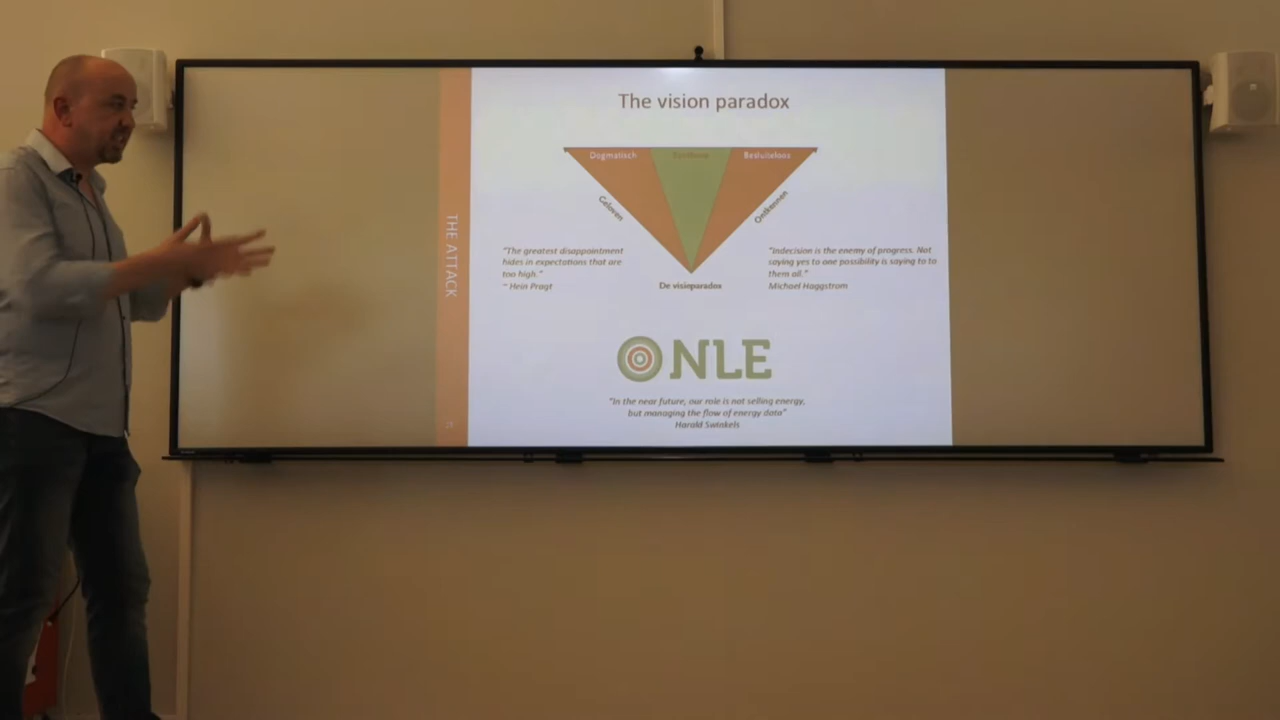 The vision paradox
Dogmatisch
Besluiteloos
Geloven
Ontkennen
THE ATTACK
"The greatest disappointment
hides in expectations that are
too high."
~ Hein Pragt
"Indecision is the enemy of progress. Not
saying yes to one possibility is saying to to
them all."
Michael Haggstrom
De visieparadox
NLE
"In the near future, our role is not selling energy,
but managing the flow of energy data"
Harald Swinkels